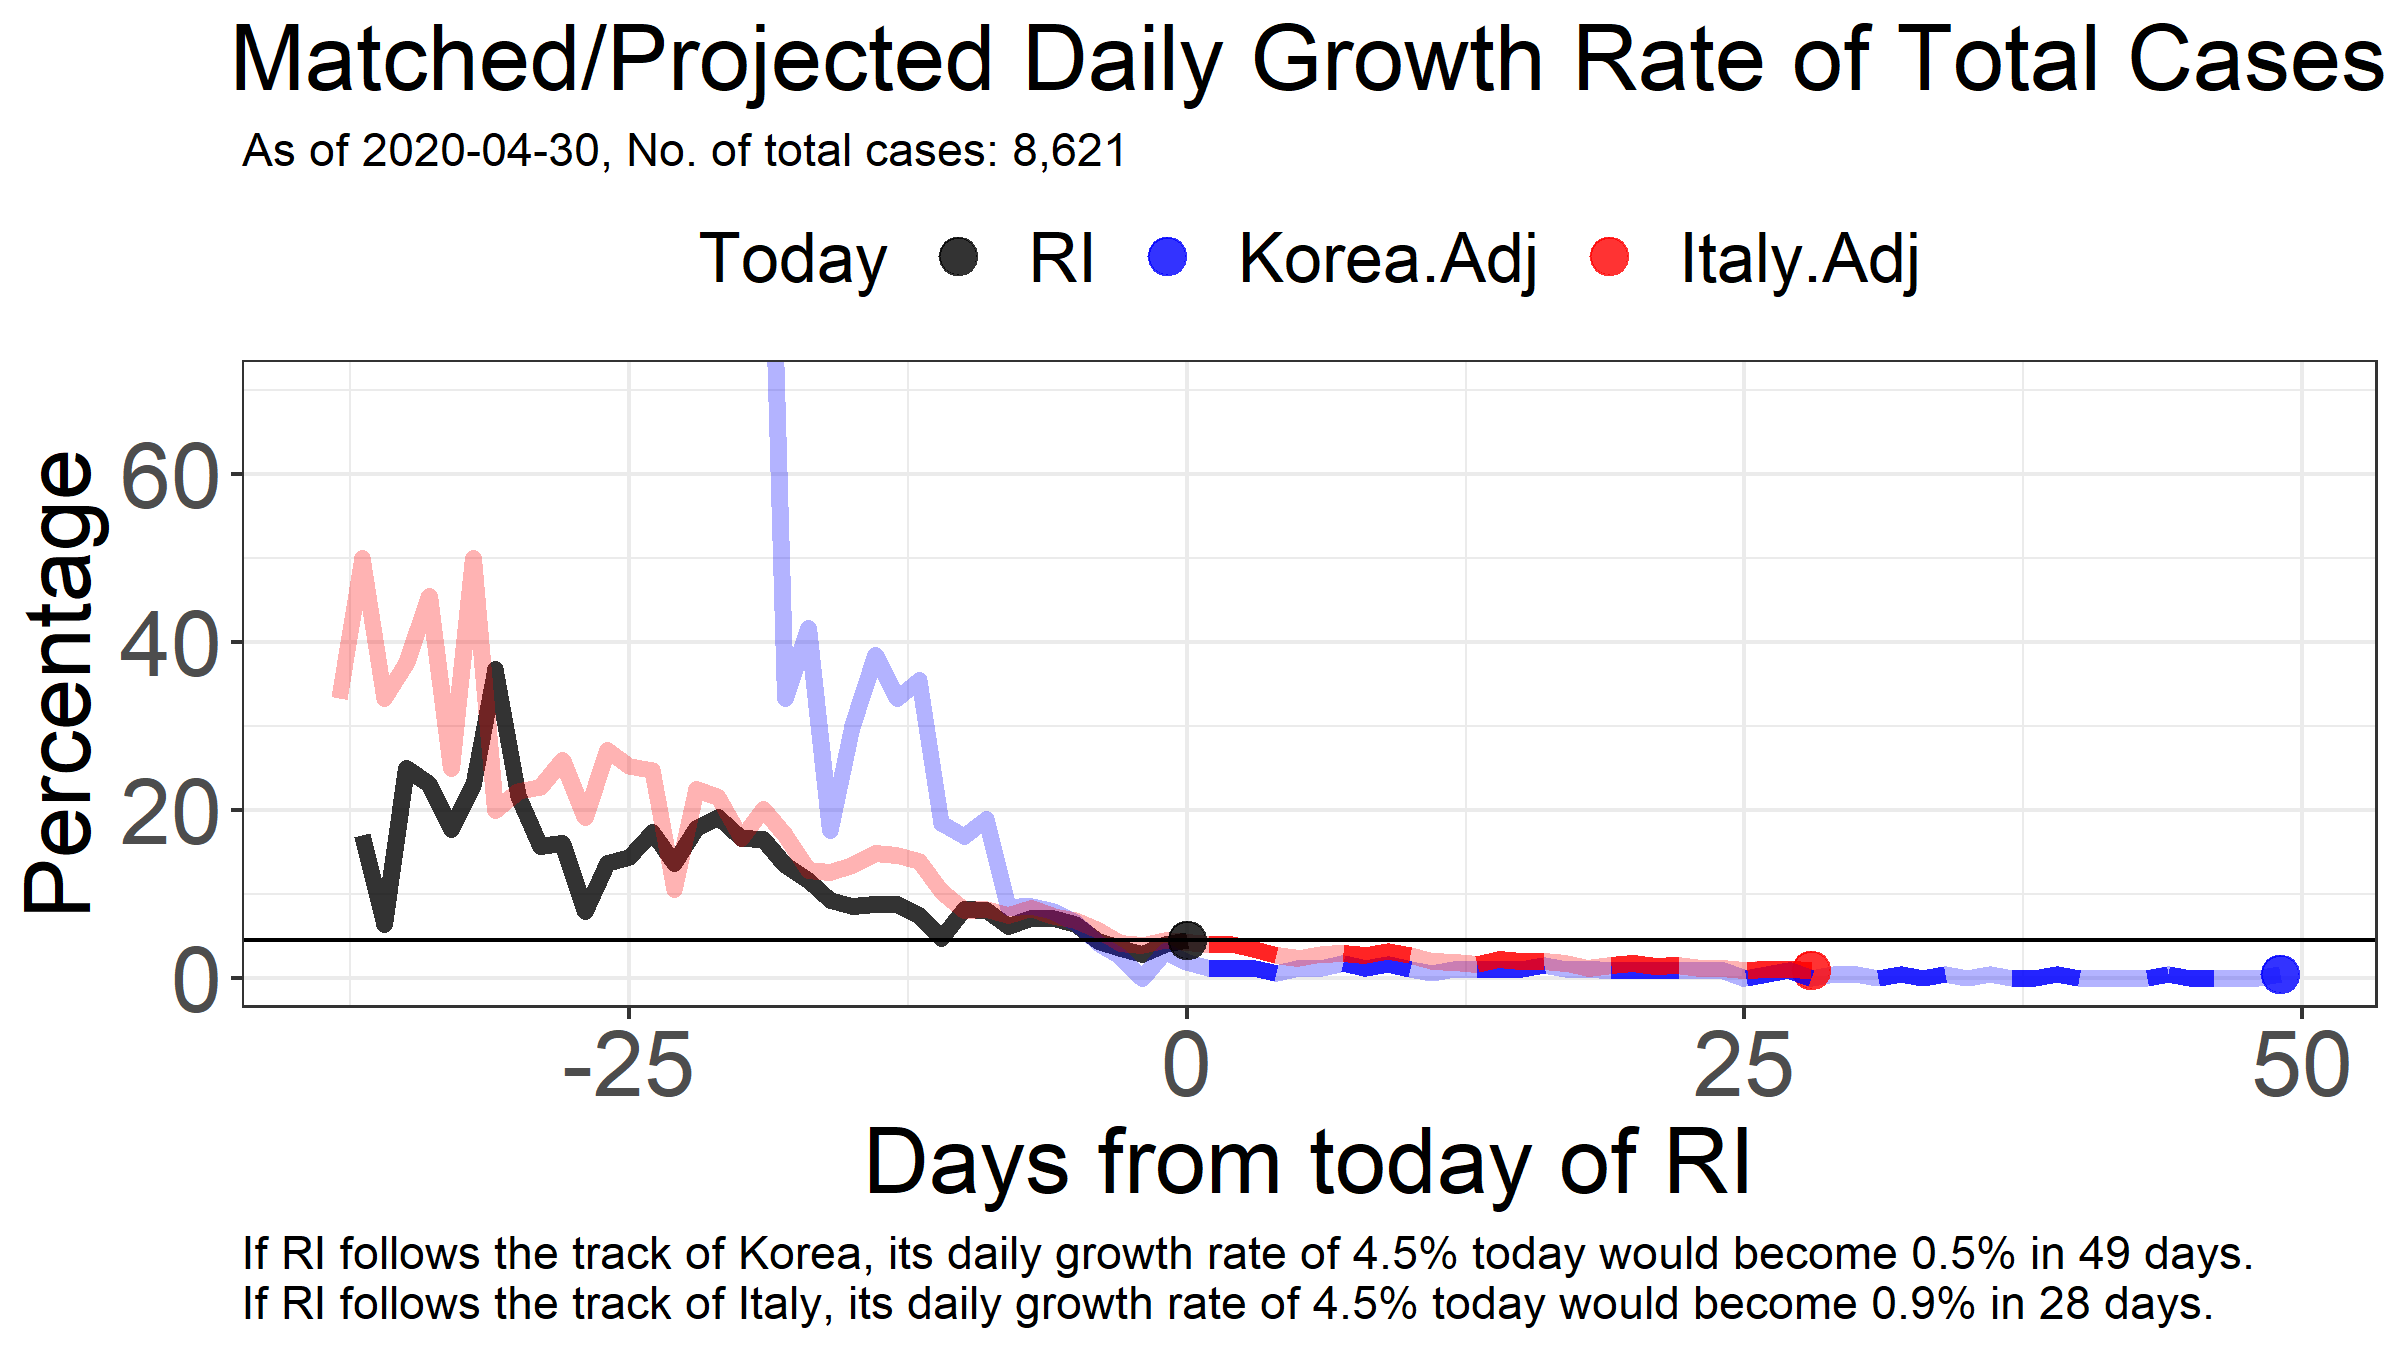 Matched/Projected Daily Growth Rate of Total Cases
As of 2020-04-30, No. of total cases: 8,621
Today RI Korea.Adj Italy.Adj
Percentage
60
40
20
0
-25 0 25 50
Days from today of RI
If RI follows the track of Korea, its daily growth rate of 4.5% today would become 0.5% in 49 days.
If RI follows the track of Italy, its daily growth rate of 4.5% today would become 0.9% in 28 days.